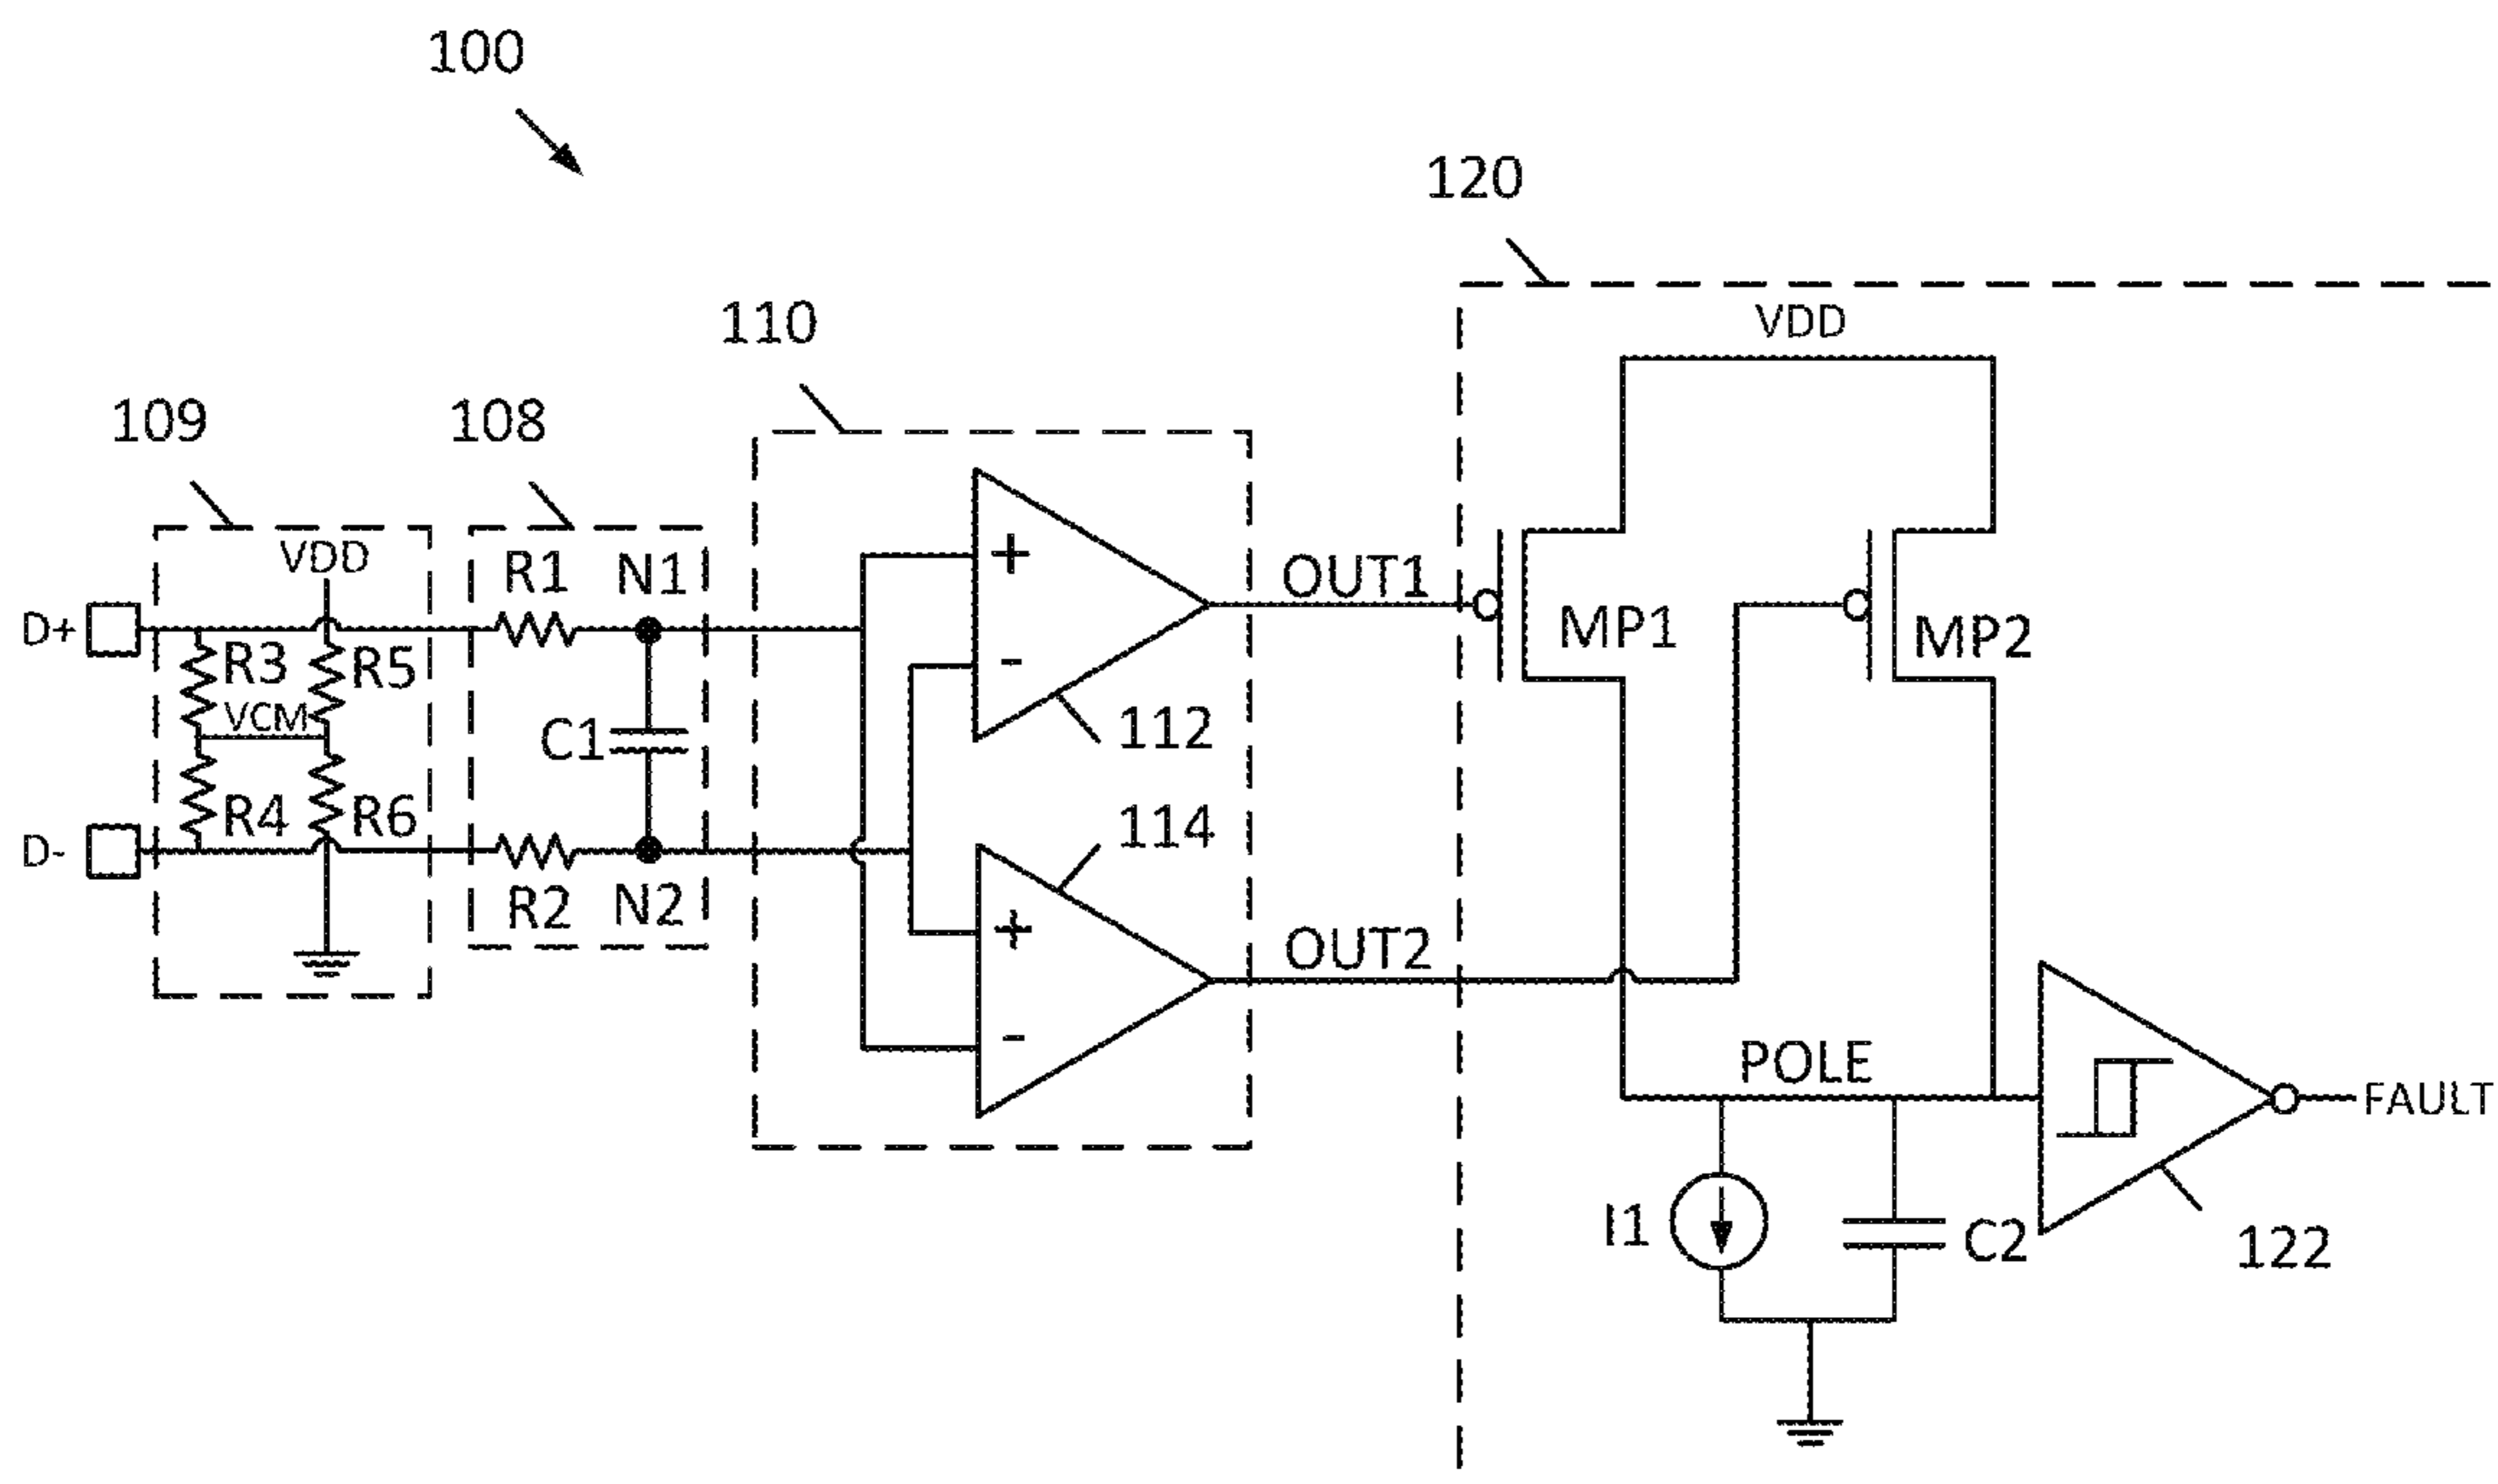 100
120
VDD
110
109
108
VDD
R1
N1
+
OUT1
D+
MP1
MP2
R3
R5
-
VCM
C1
112
R4
R6
114
D-
R2
N2
+
OUT2
-
POLE
FAULT
I1
C2
122